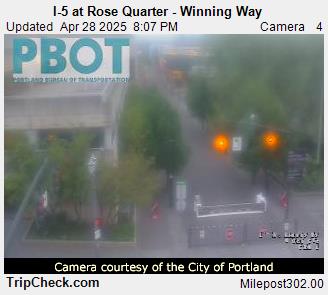 I-5 at Rose Quarter - Winning Way
Updated Apr 28 2025 8:07 PM Camera 4
PBOT
PORTLAND BUREAU OF TRANSPORTATION
Camera courtesy of the City of Portland
TripCheck.com Milepost302.00